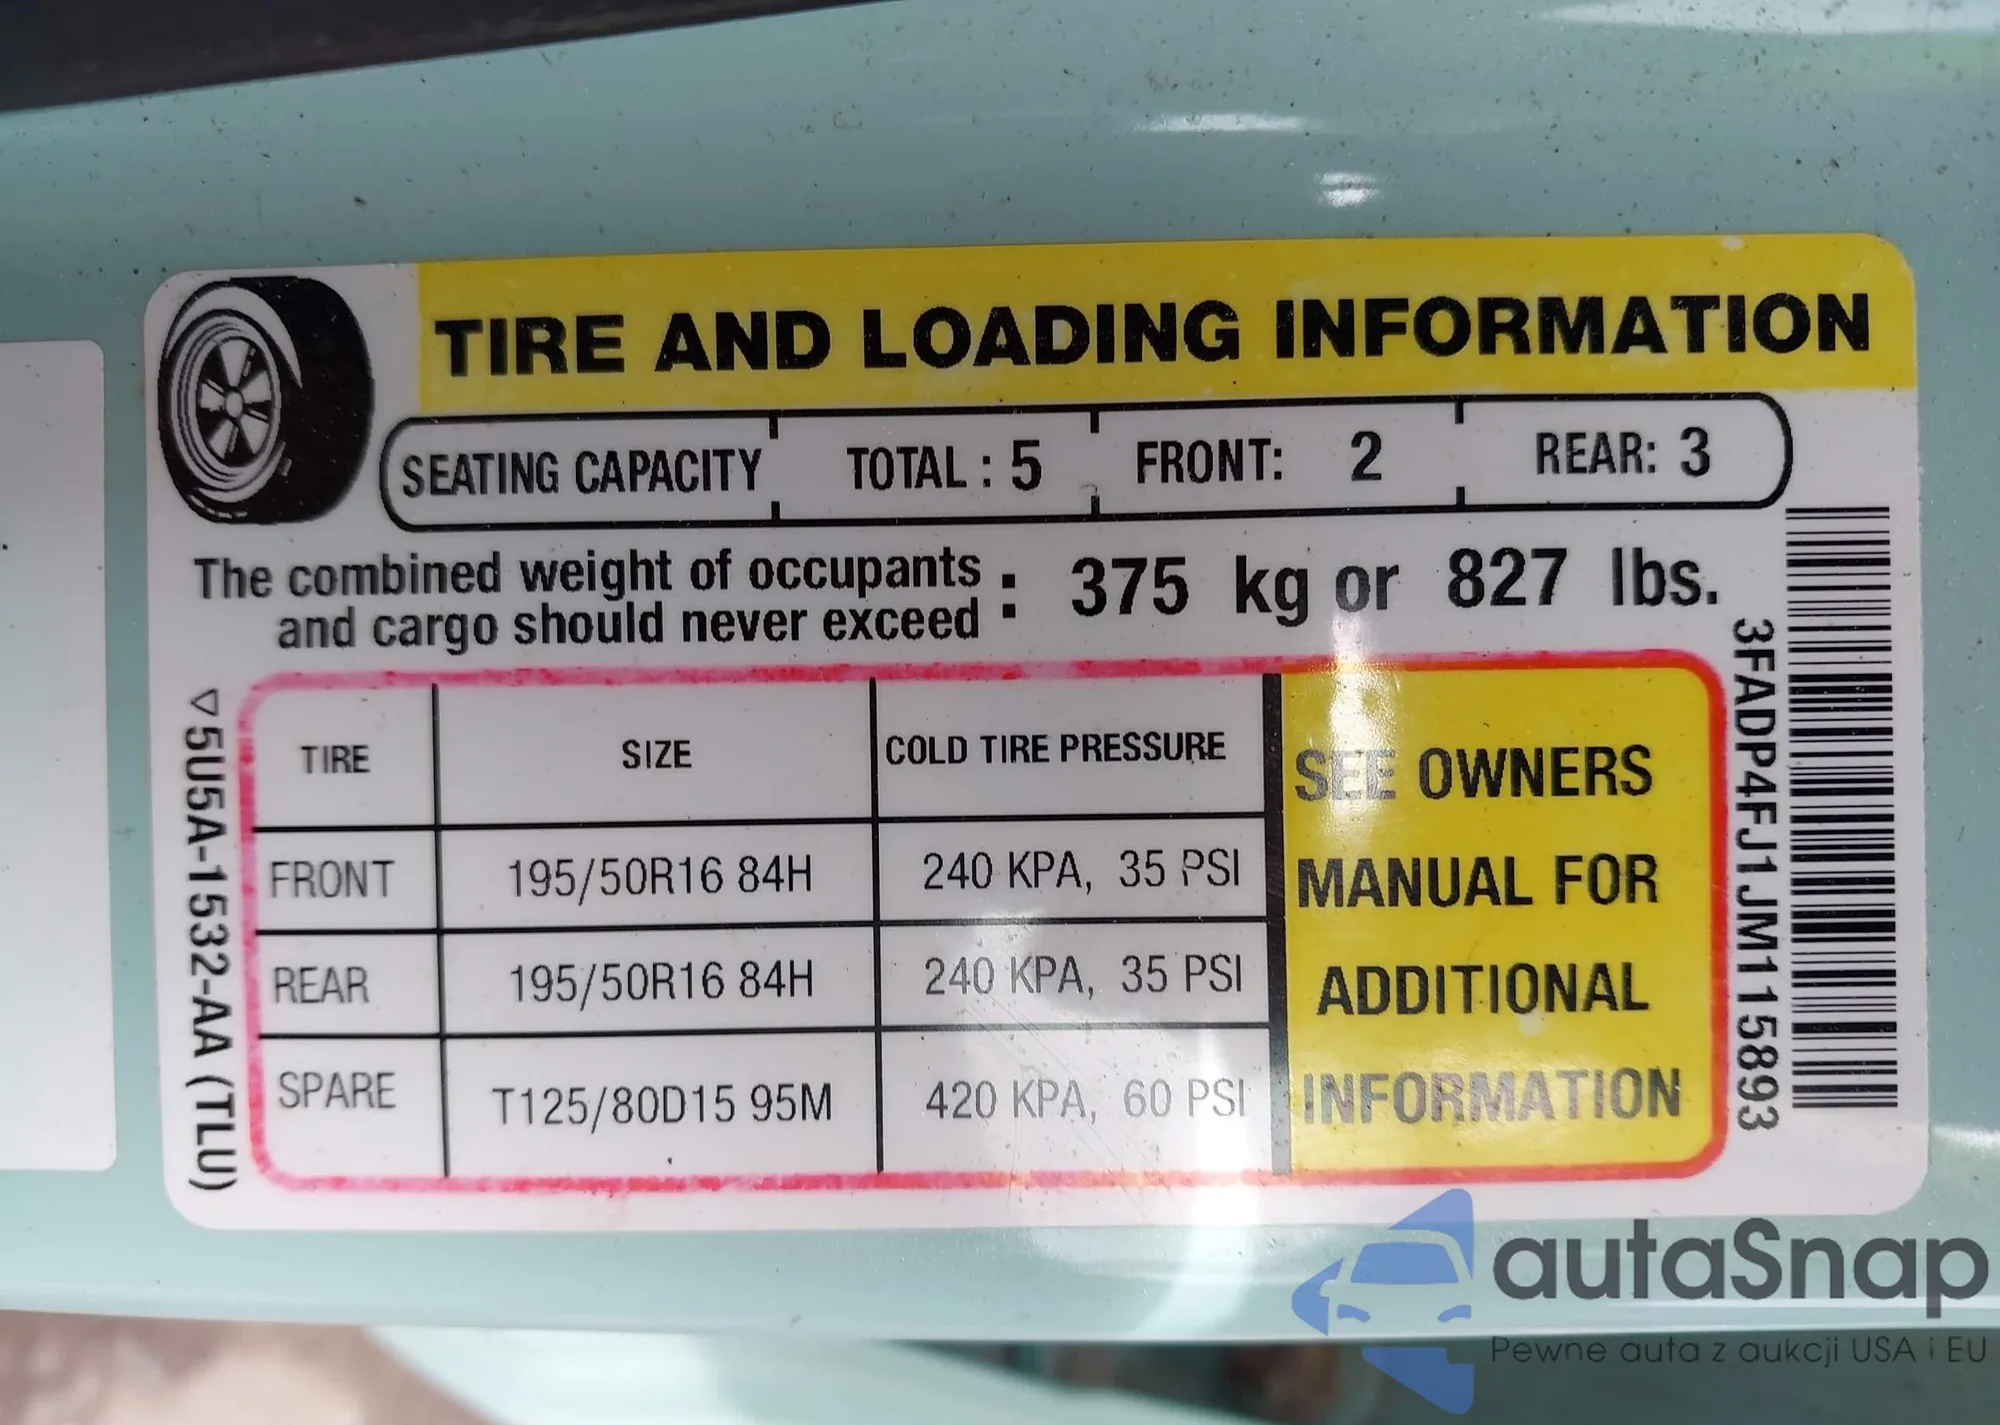 TIRE AND LOADING INFORMATION
SEATING CAPACITY TOTAL : 5 FRONT: 2 REAR: 3
The combined weight of occupants
and cargo should never exceed : 375 kg or 827 lbs.
TIRE SIZE COLD TIRE PRESSURE
FRONT 195/50R16 84H 240 KPA, 35 PSI
REAR 195/50R16 84H 240 KPA, 35 PSI
SPARE T125/80D15 95M 420 KPA, 60 PSI
SEE OWNERS
MANUAL FOR
ADDITIONAL
INFORMATION
5U5A-1532-AA (TLU)
3FADP4FJ1JM115893
autaSnap
Pewne auta z aukcji USA i EU